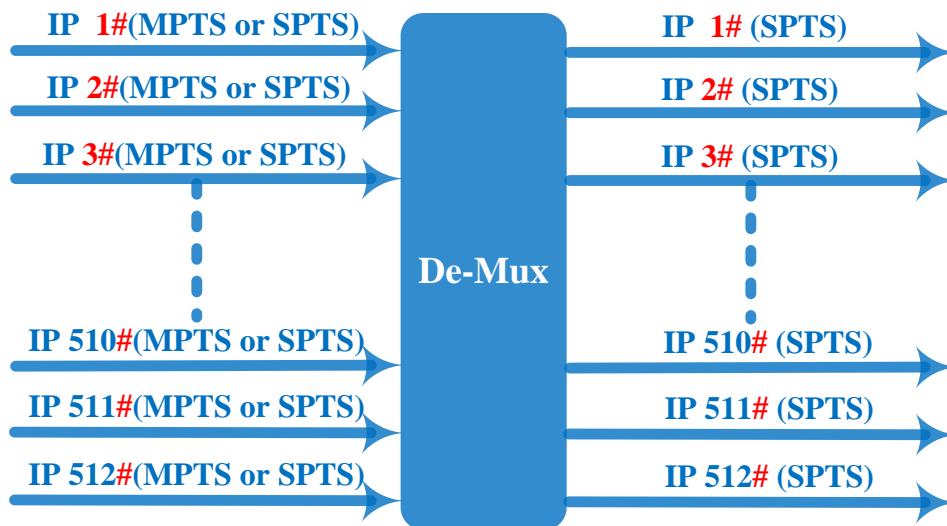 IP 1#(MPTS or SPTS)
IP 1# (SPTS)
IP 2#(MPTS or SPTS)
IP 2# (SPTS)
IP 3#(MPTS or SPTS)
IP 3# (SPTS)
De-Mux
IP 510#(MPTS or SPTS)
IP 510# (SPTS)
IP 511#(MPTS or SPTS)
IP 511# (SPTS)
IP 512#(MPTS or SPTS)
IP 512# (SPTS)